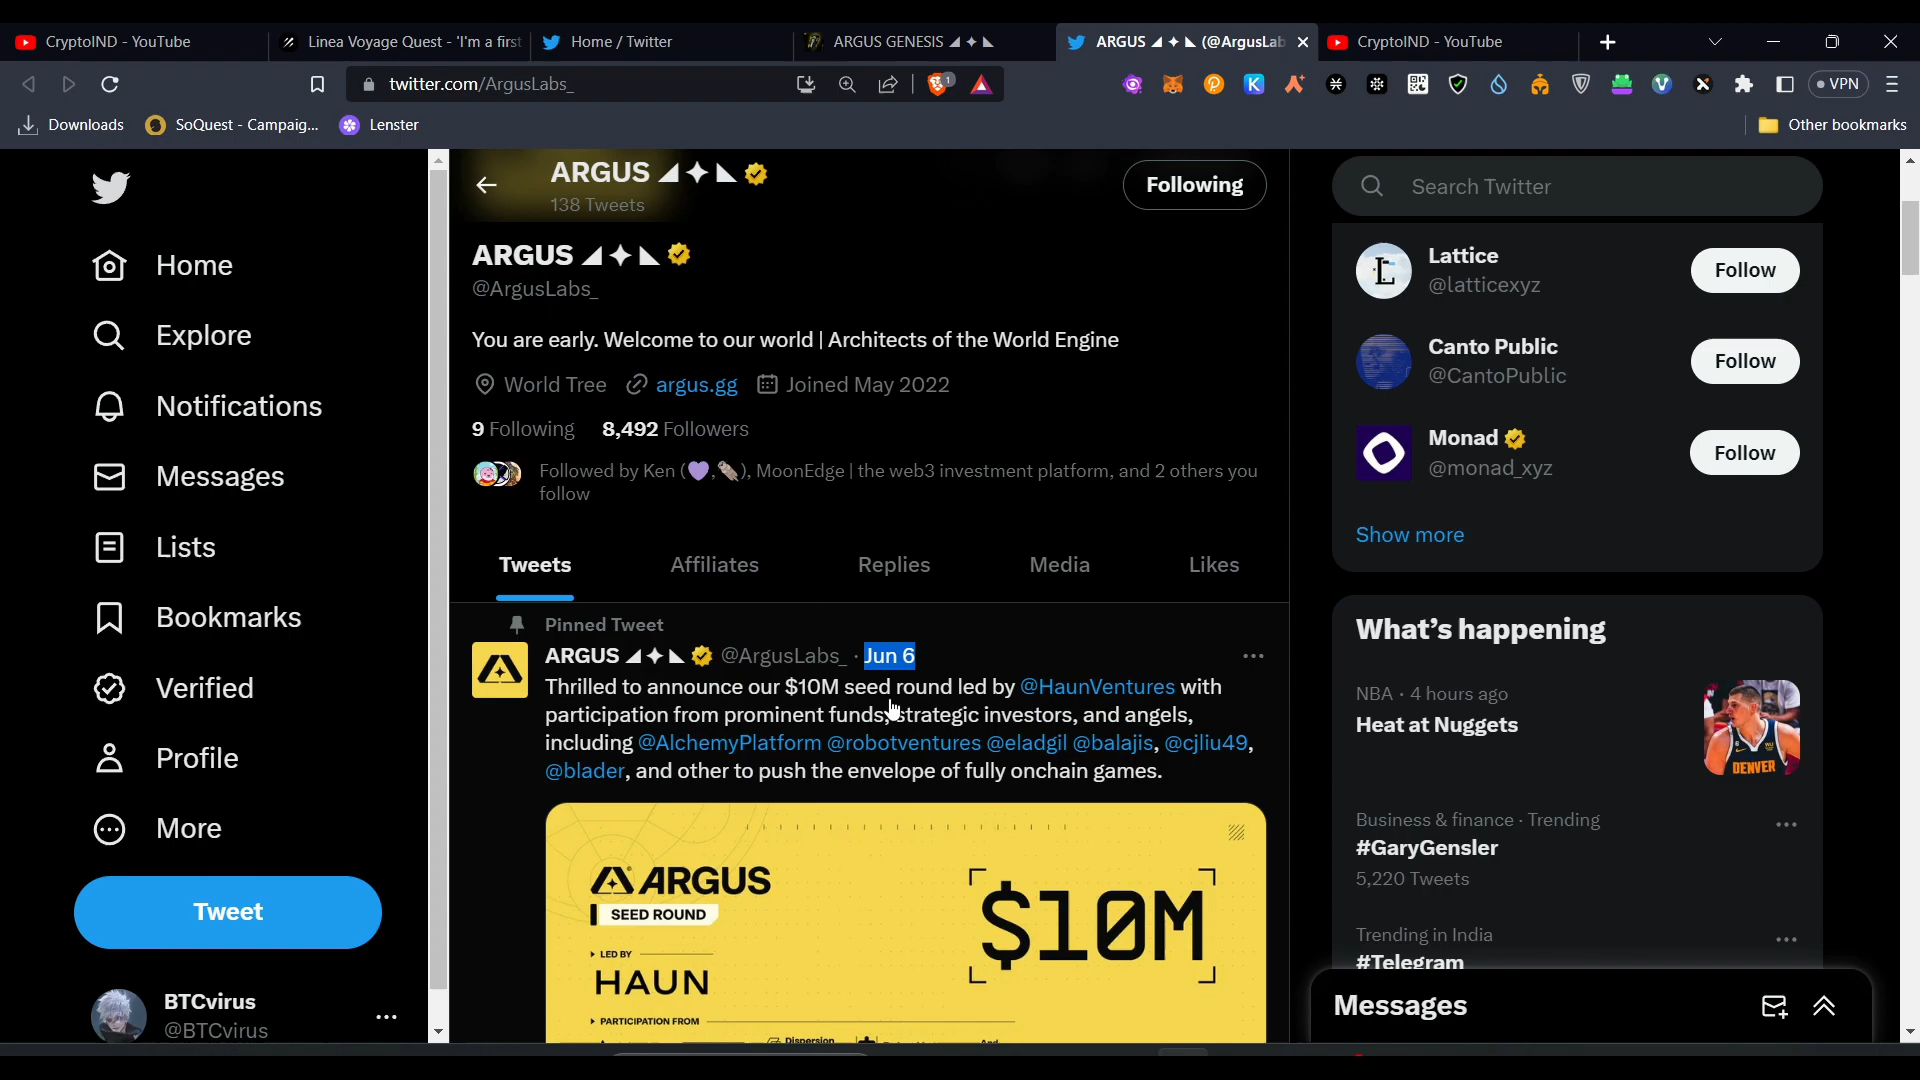 CryptoIND - YouTube
Linea Voyage Quest - 'I'm a first
Home / Twitter
ARGUS GENESIS ◢ ✦ ◣
ARGUS ◢ ✦ ◣ (@ArgusLab
CryptoIND - YouTube
twitter.com/ArgusLabs_
1
VPN
Downloads
SoQuest - Campaig...
Lenster
Other bookmarks
Home
Explore
Notifications
Messages
Lists
Bookmarks
Verified
Profile
More
Tweet
BTCvirus
@BTCvirus
ARGUS ◢ ✦ ◣
138 Tweets
Following
ARGUS ◢ ✦ ◣
@ArgusLabs_
You are early. Welcome to our world | Architects of the World Engine
World Tree argus.gg Joined May 2022
9 Following 8,492 Followers
Followed by Ken (💜,🪵), MoonEdge | the web3 investment platform, and 2 others you
follow
Tweets Affiliates Replies Media Likes
Pinned Tweet
ARGUS ◢ ✦ ◣ @ArgusLabs_ · Jun 6
Thrilled to announce our $10M seed round led by @HaunVentures with
participation from prominent funds, strategic investors, and angels,
including @AlchemyPlatform @robotventures @eladgil @balajis, @cjliu49,
@blader, and other to push the envelope of fully onchain games.
ARGUS
SEED ROUND
$10M
LED BY
HAUN
PARTICIPATION FROM
Dispersion
Search Twitter
Lattice
@latticexyz
Follow
Canto Public
@CantoPublic
Follow
Monad
@monad_xyz
Follow
Show more
What's happening
NBA · 4 hours ago
Heat at Nuggets
DENVER
Business & finance · Trending
#GaryGensler
5,220 Tweets
Trending in India
#Telegram
Messages